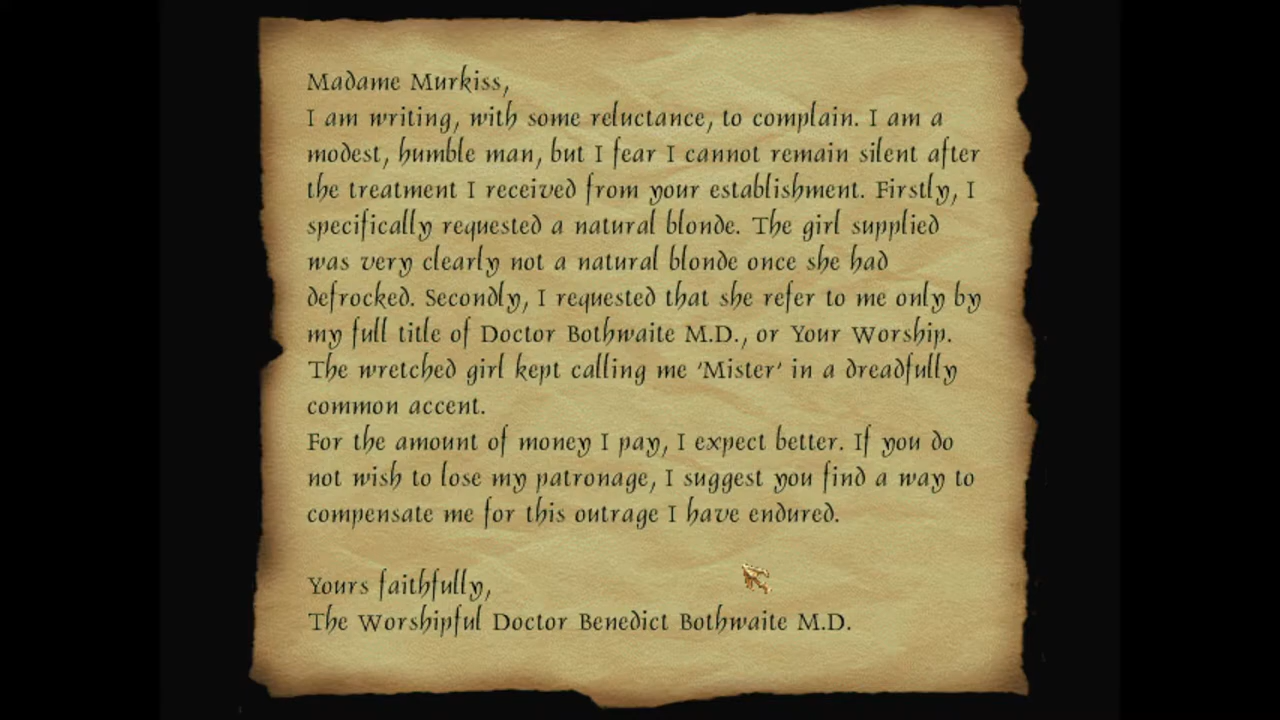 Madame Murkiss,
I am writing, with some reluctance, to complain. I am a
modest, humble man, but I fear I cannot remain silent after
the treatment I received from your establishment. Firstly, I
specifically requested a natural blonde. The girl supplied
was very clearly not a natural blonde once she had
defrocked. Secondly, I requested that she refer to me only by
my full title of Doctor Bothwaite M.D., or Your Worship.
The wretched girl kept calling me 'Mister' in a dreadfully
common accent.
For the amount of money I pay, I expect better. If you do
not wish to lose my patronage, I suggest you find a way to
compensate me for this outrage I have endured.
Yours faithfully,
The Worshipful Doctor Benedict Bothwaite M.D.